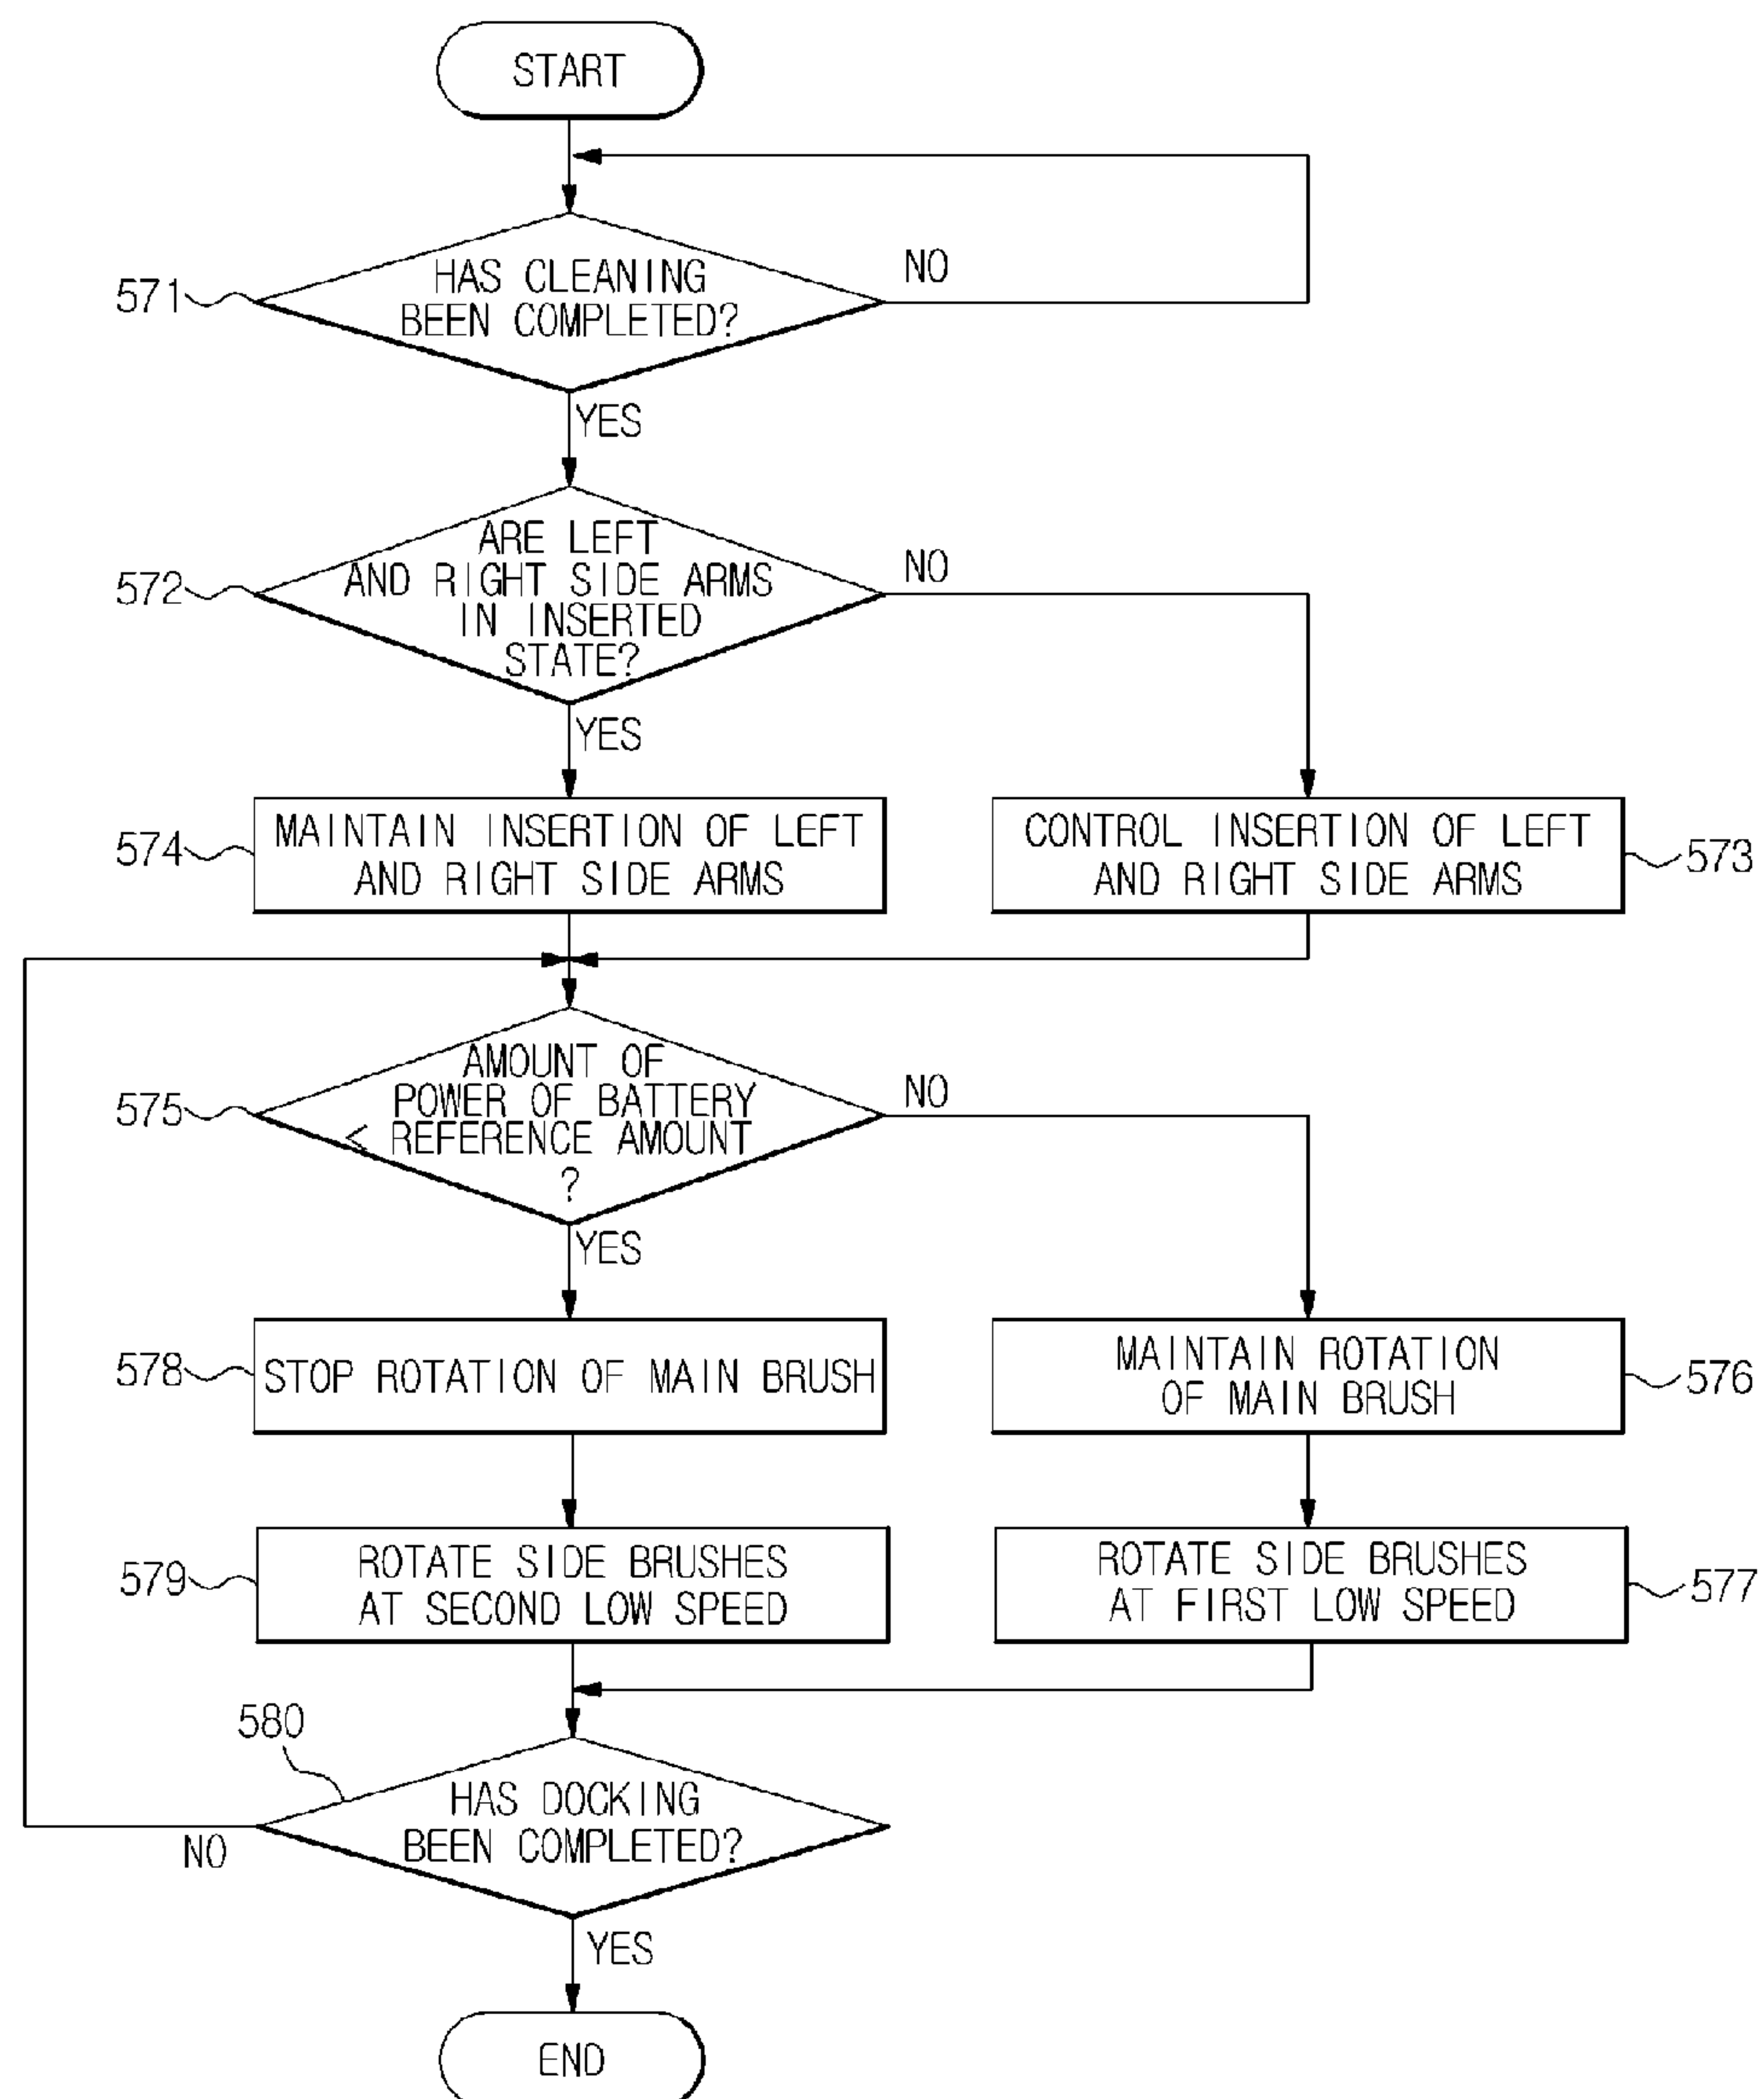 START
571
HAS CLEANING
BEEN COMPLETED?
NO
YES
572
ARE LEFT
AND RIGHT SIDE ARMS
IN INSERTED
STATE?
NO
YES
574
MAINTAIN INSERTION OF LEFT
AND RIGHT SIDE ARMS
CONTROL INSERTION OF LEFT
AND RIGHT SIDE ARMS
573
575
AMOUNT OF
POWER OF BATTERY
< REFERENCE AMOUNT
?
NO
YES
578
STOP ROTATION OF MAIN BRUSH
MAINTAIN ROTATION
OF MAIN BRUSH
576
579
ROTATE SIDE BRUSHES
AT SECOND LOW SPEED
ROTATE SIDE BRUSHES
AT FIRST LOW SPEED
577
580
HAS DOCKING
BEEN COMPLETED?
NO
YES
END